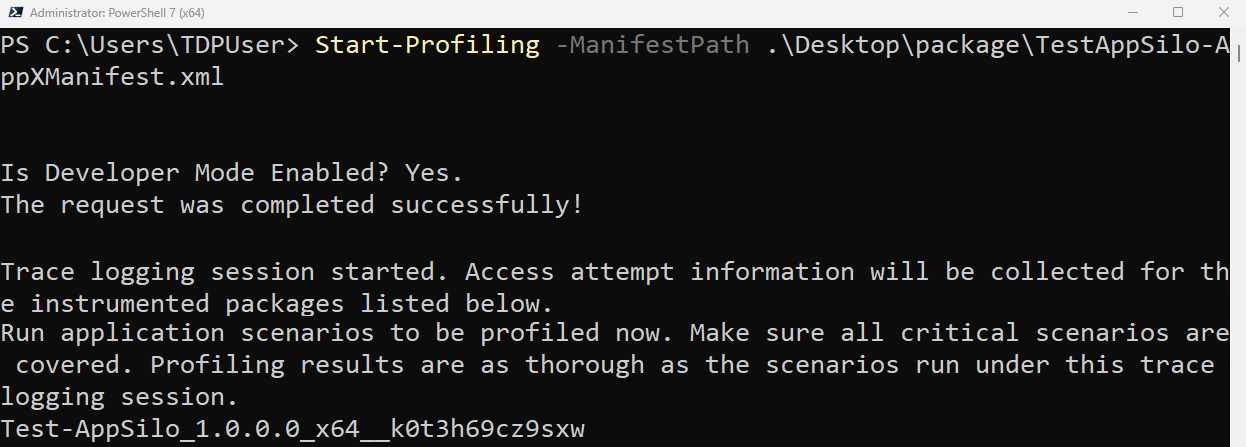 Administrator: PowerShell 7 (x64)
PS C:\Users\TDPUser> Start-Profiling -ManifestPath .\Desktop\package\TestAppSilo-A
ppXManifest.xml
Is Developer Mode Enabled? Yes.
The request was completed successfully!
Trace logging session started. Access attempt information will be collected for th
e instrumented packages listed below.
Run application scenarios to be profiled now. Make sure all critical scenarios are
 covered. Profiling results are as thorough as the scenarios run under this trace
logging session.
Test-AppSilo_1.0.0.0_x64__k0t3h69cz9sxw